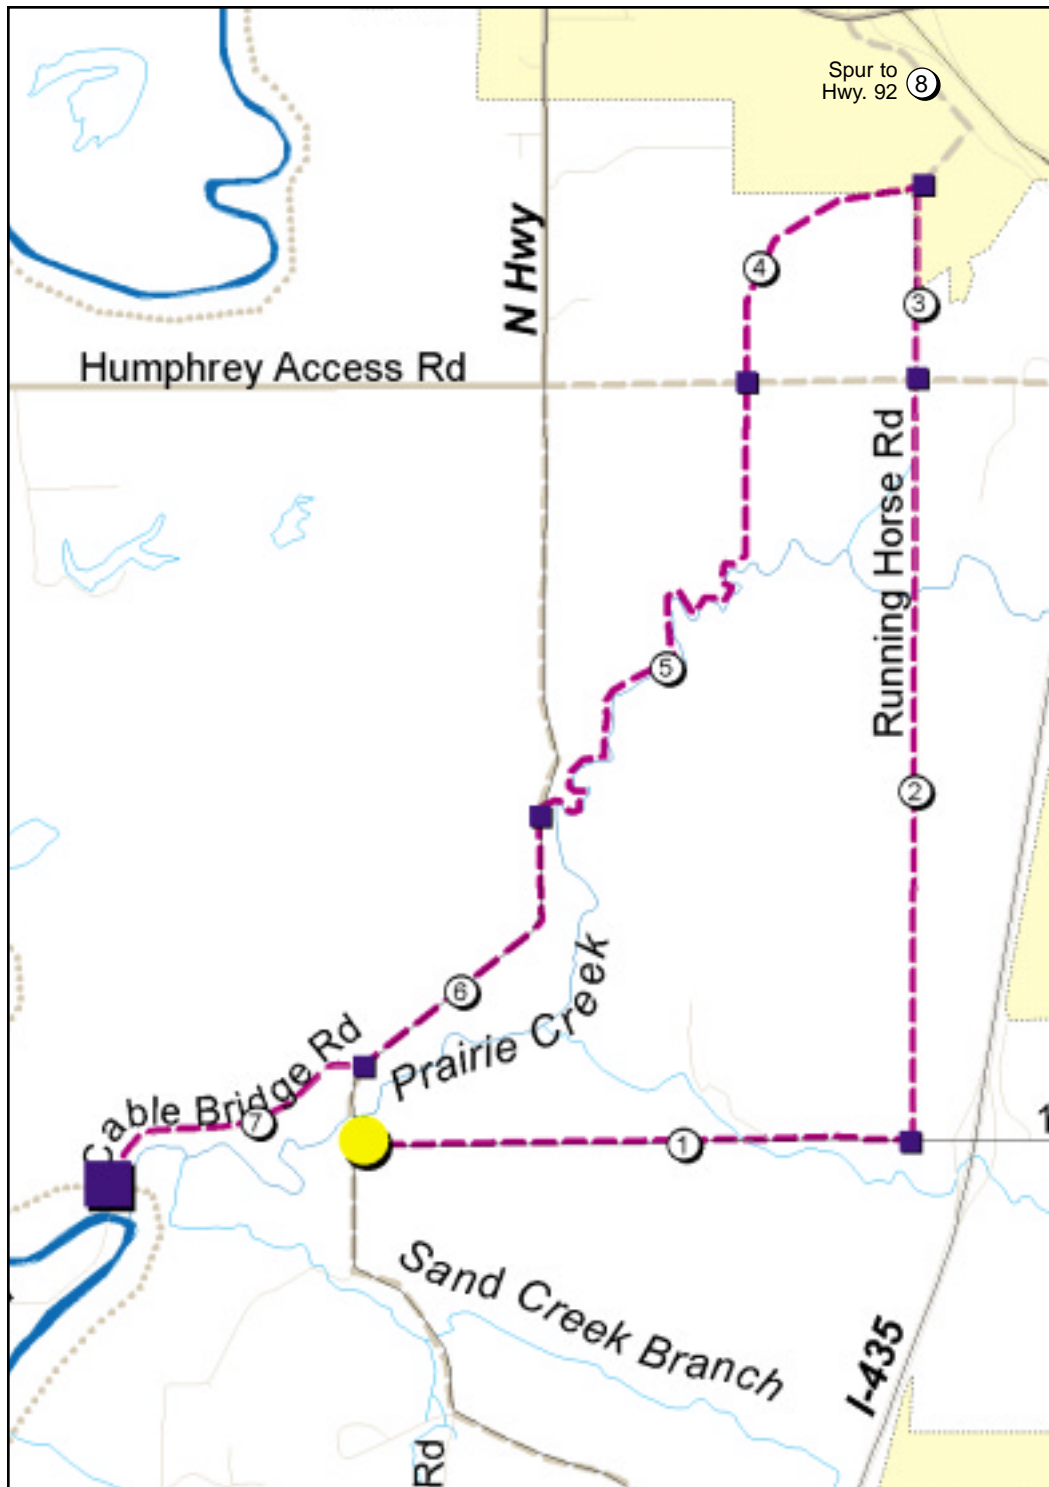 Spur to
Hwy. 92
8
N Hwy
4
3
Humphrey Access Rd
Running Horse Rd
5
2
6
Prairie Creek
Cable Bridge Rd
7
1
1
Sand Creek Branch
I-435
Rd